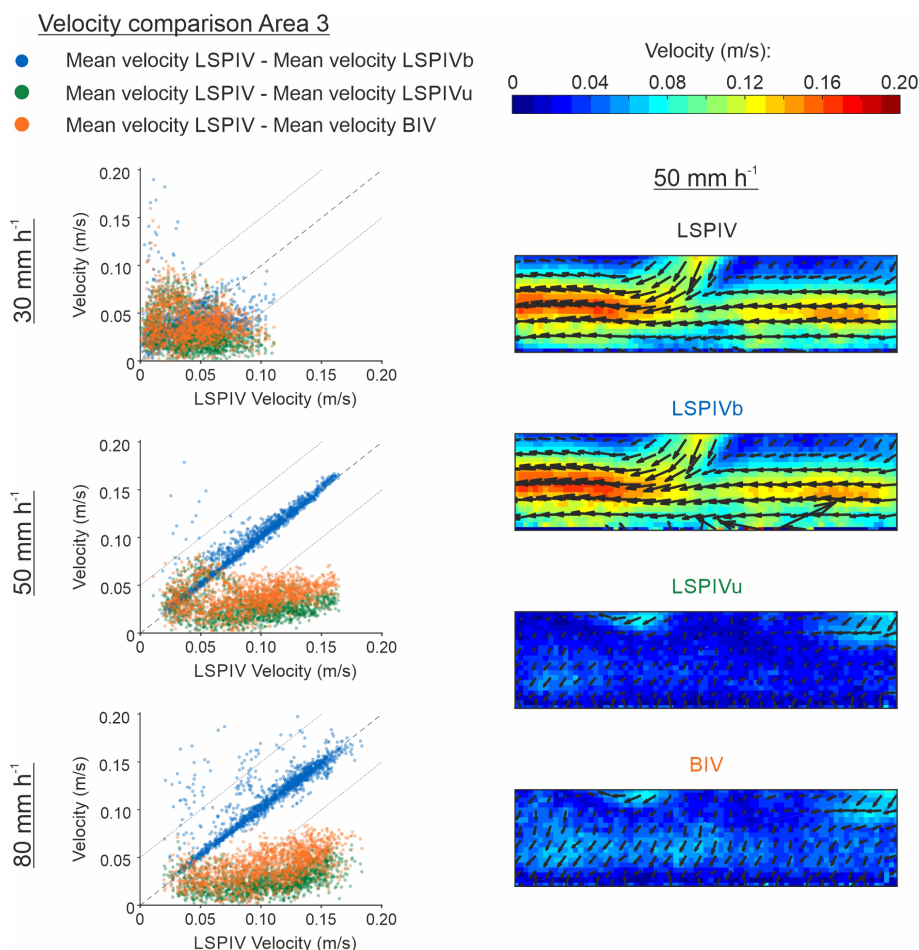 Velocity comparison Area 3
Mean velocity LSPIV - Mean velocity LSPIVb
Mean velocity LSPIV - Mean velocity LSPIVu
Mean velocity LSPIV - Mean velocity BIV
Velocity (m/s):
0 0.04 0.08 0.12 0.16 0.20
30 mm h⁻¹
Velocity (m/s)
0.20
0.15
0.10
0.05
0
0 0.05 0.10 0.15 0.20
LSPIV Velocity (m/s)
50 mm h⁻¹
Velocity (m/s)
0.20
0.15
0.10
0.05
0
0 0.05 0.10 0.15 0.20
LSPIV Velocity (m/s)
80 mm h⁻¹
Velocity (m/s)
0.20
0.15
0.10
0.05
0
0 0.05 0.10 0.15 0.20
LSPIV Velocity (m/s)
50 mm h⁻¹
LSPIV
LSPIVb
LSPIVu
BIV